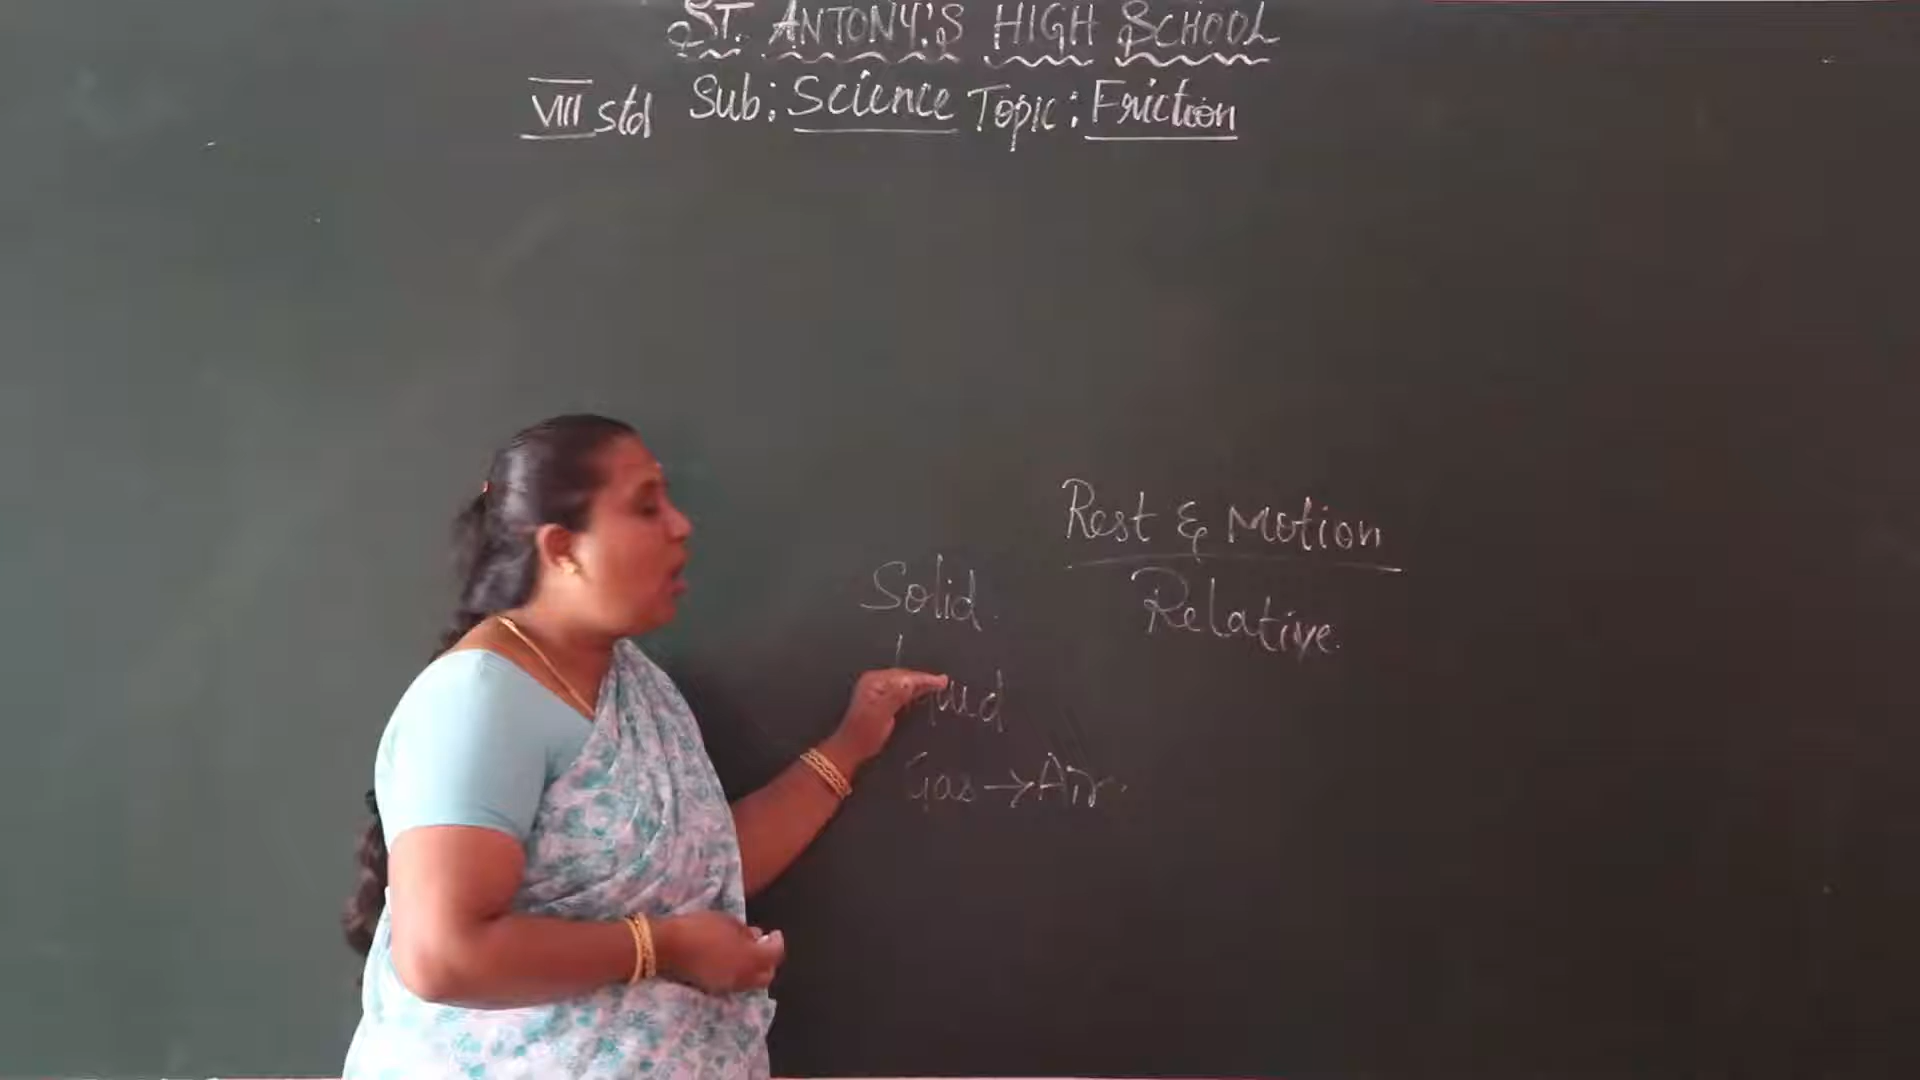 ST. ANTONY'S HIGH SCHOOL
VIII Std Sub: Science Topic: Friction
Rest & Motion
Relative.
Solid.
Gas → Air.